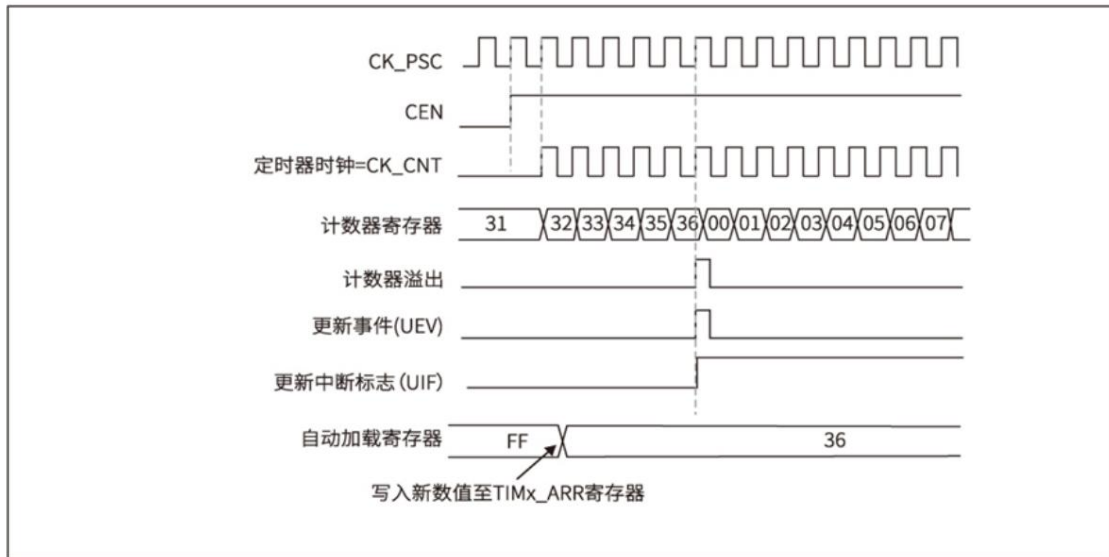 CK_PSC
CEN
定时器时钟=CK_CNT
计数器寄存器 31 32 33 34 35 36 00 01 02 03 04 05 06 07
计数器溢出
更新事件(UEV)
更新中断标志(UIF)
自动加载寄存器 FF 36
写入新数值至TIMx_ARR寄存器